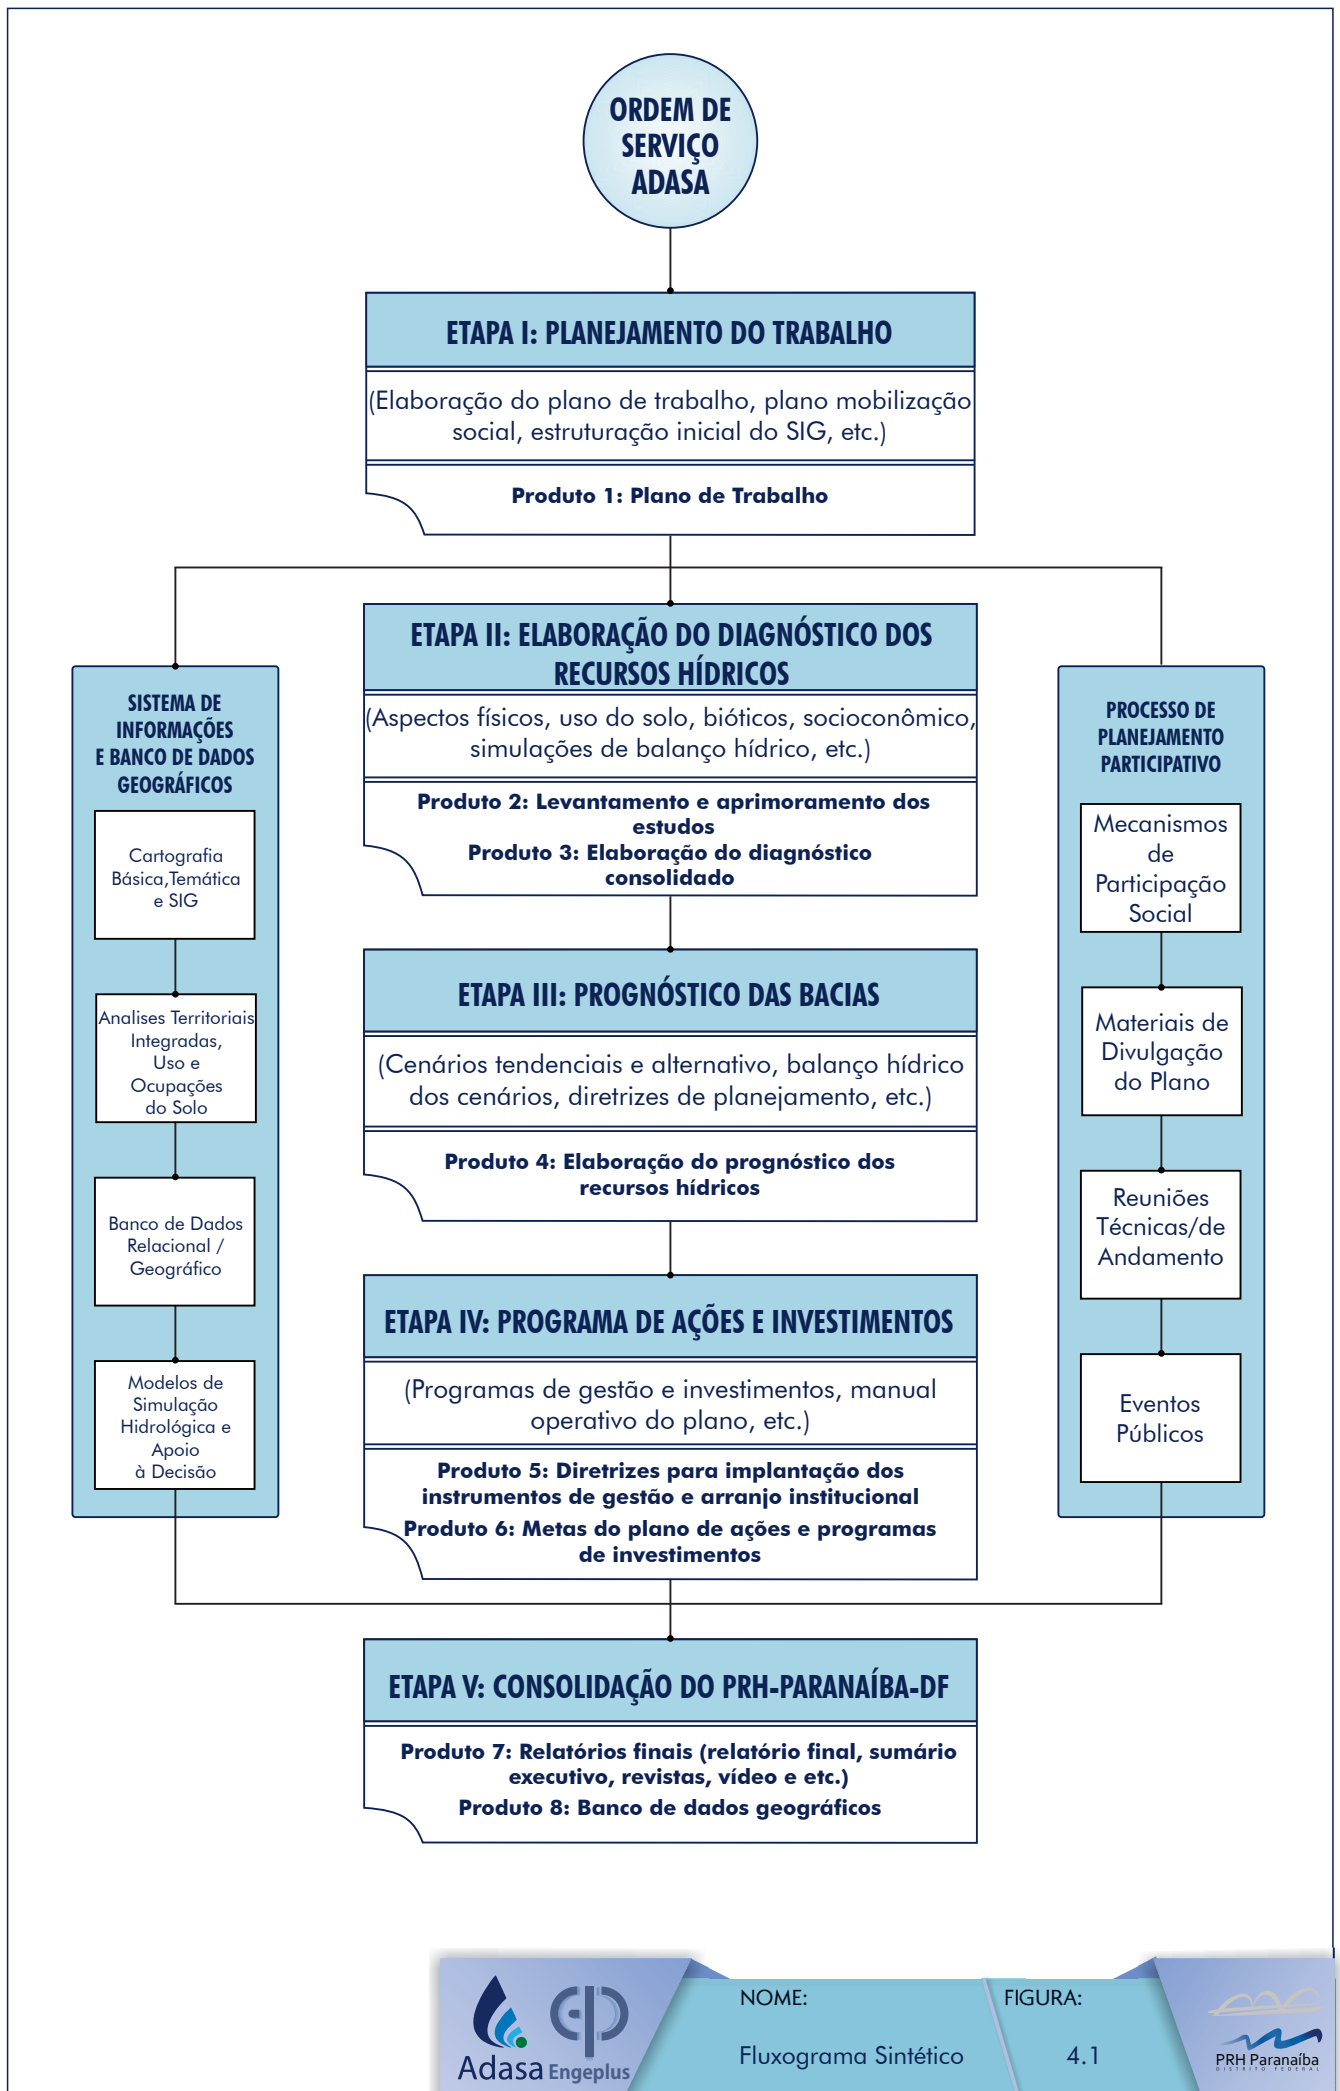 ORDEM DE
SERVIÇO
ADASA
ETAPA I: PLANEJAMENTO DO TRABALHO
(Elaboração do plano de trabalho, plano mobilização
social, estruturação inicial do SIG, etc.)
Produto 1: Plano de Trabalho
ETAPA II: ELABORAÇÃO DO DIAGNÓSTICO DOS
RECURSOS HÍDRICOS
(Aspectos físicos, uso do solo, bióticos, socioconômico,
simulações de balanço hídrico, etc.)
Produto 2: Levantamento e aprimoramento dos
estudos
Produto 3: Elaboração do diagnóstico
consolidado
SISTEMA DE
INFORMAÇÕES
E BANCO DE DADOS
GEOGRÁFICOS
Cartografia
Básica,Temática
e SIG
Analises Territoriais
Integradas,
Uso e
Ocupações
do Solo
Banco de Dados
Relacional /
Geográfico
Modelos de
Simulação
Hidrológica e
Apoio
à Decisão
PROCESSO DE
PLANEJAMENTO
PARTICIPATIVO
Mecanismos
de
Participação
Social
Materiais de
Divulgação
do Plano
Reuniões
Técnicas/de
Andamento
Eventos
Públicos
ETAPA III: PROGNÓSTICO DAS BACIAS
(Cenários tendenciais e alternativo, balanço hídrico
dos cenários, diretrizes de planejamento, etc.)
Produto 4: Elaboração do prognóstico dos
recursos hídricos
ETAPA IV: PROGRAMA DE AÇÕES E INVESTIMENTOS
(Programas de gestão e investimentos, manual
operativo do plano, etc.)
Produto 5: Diretrizes para implantação dos
instrumentos de gestão e arranjo institucional
Produto 6: Metas do plano de ações e programas
de investimentos
ETAPA V: CONSOLIDAÇÃO DO PRH-PARANAÍBA-DF
Produto 7: Relatórios finais (relatório final, sumário
executivo, revistas, vídeo e etc.)
Produto 8: Banco de dados geográficos
Adasa
Engeplus
NOME:
Fluxograma Sintético
FIGURA:
4.1
PRH Paranaíba
DISTRITO FEDERAL